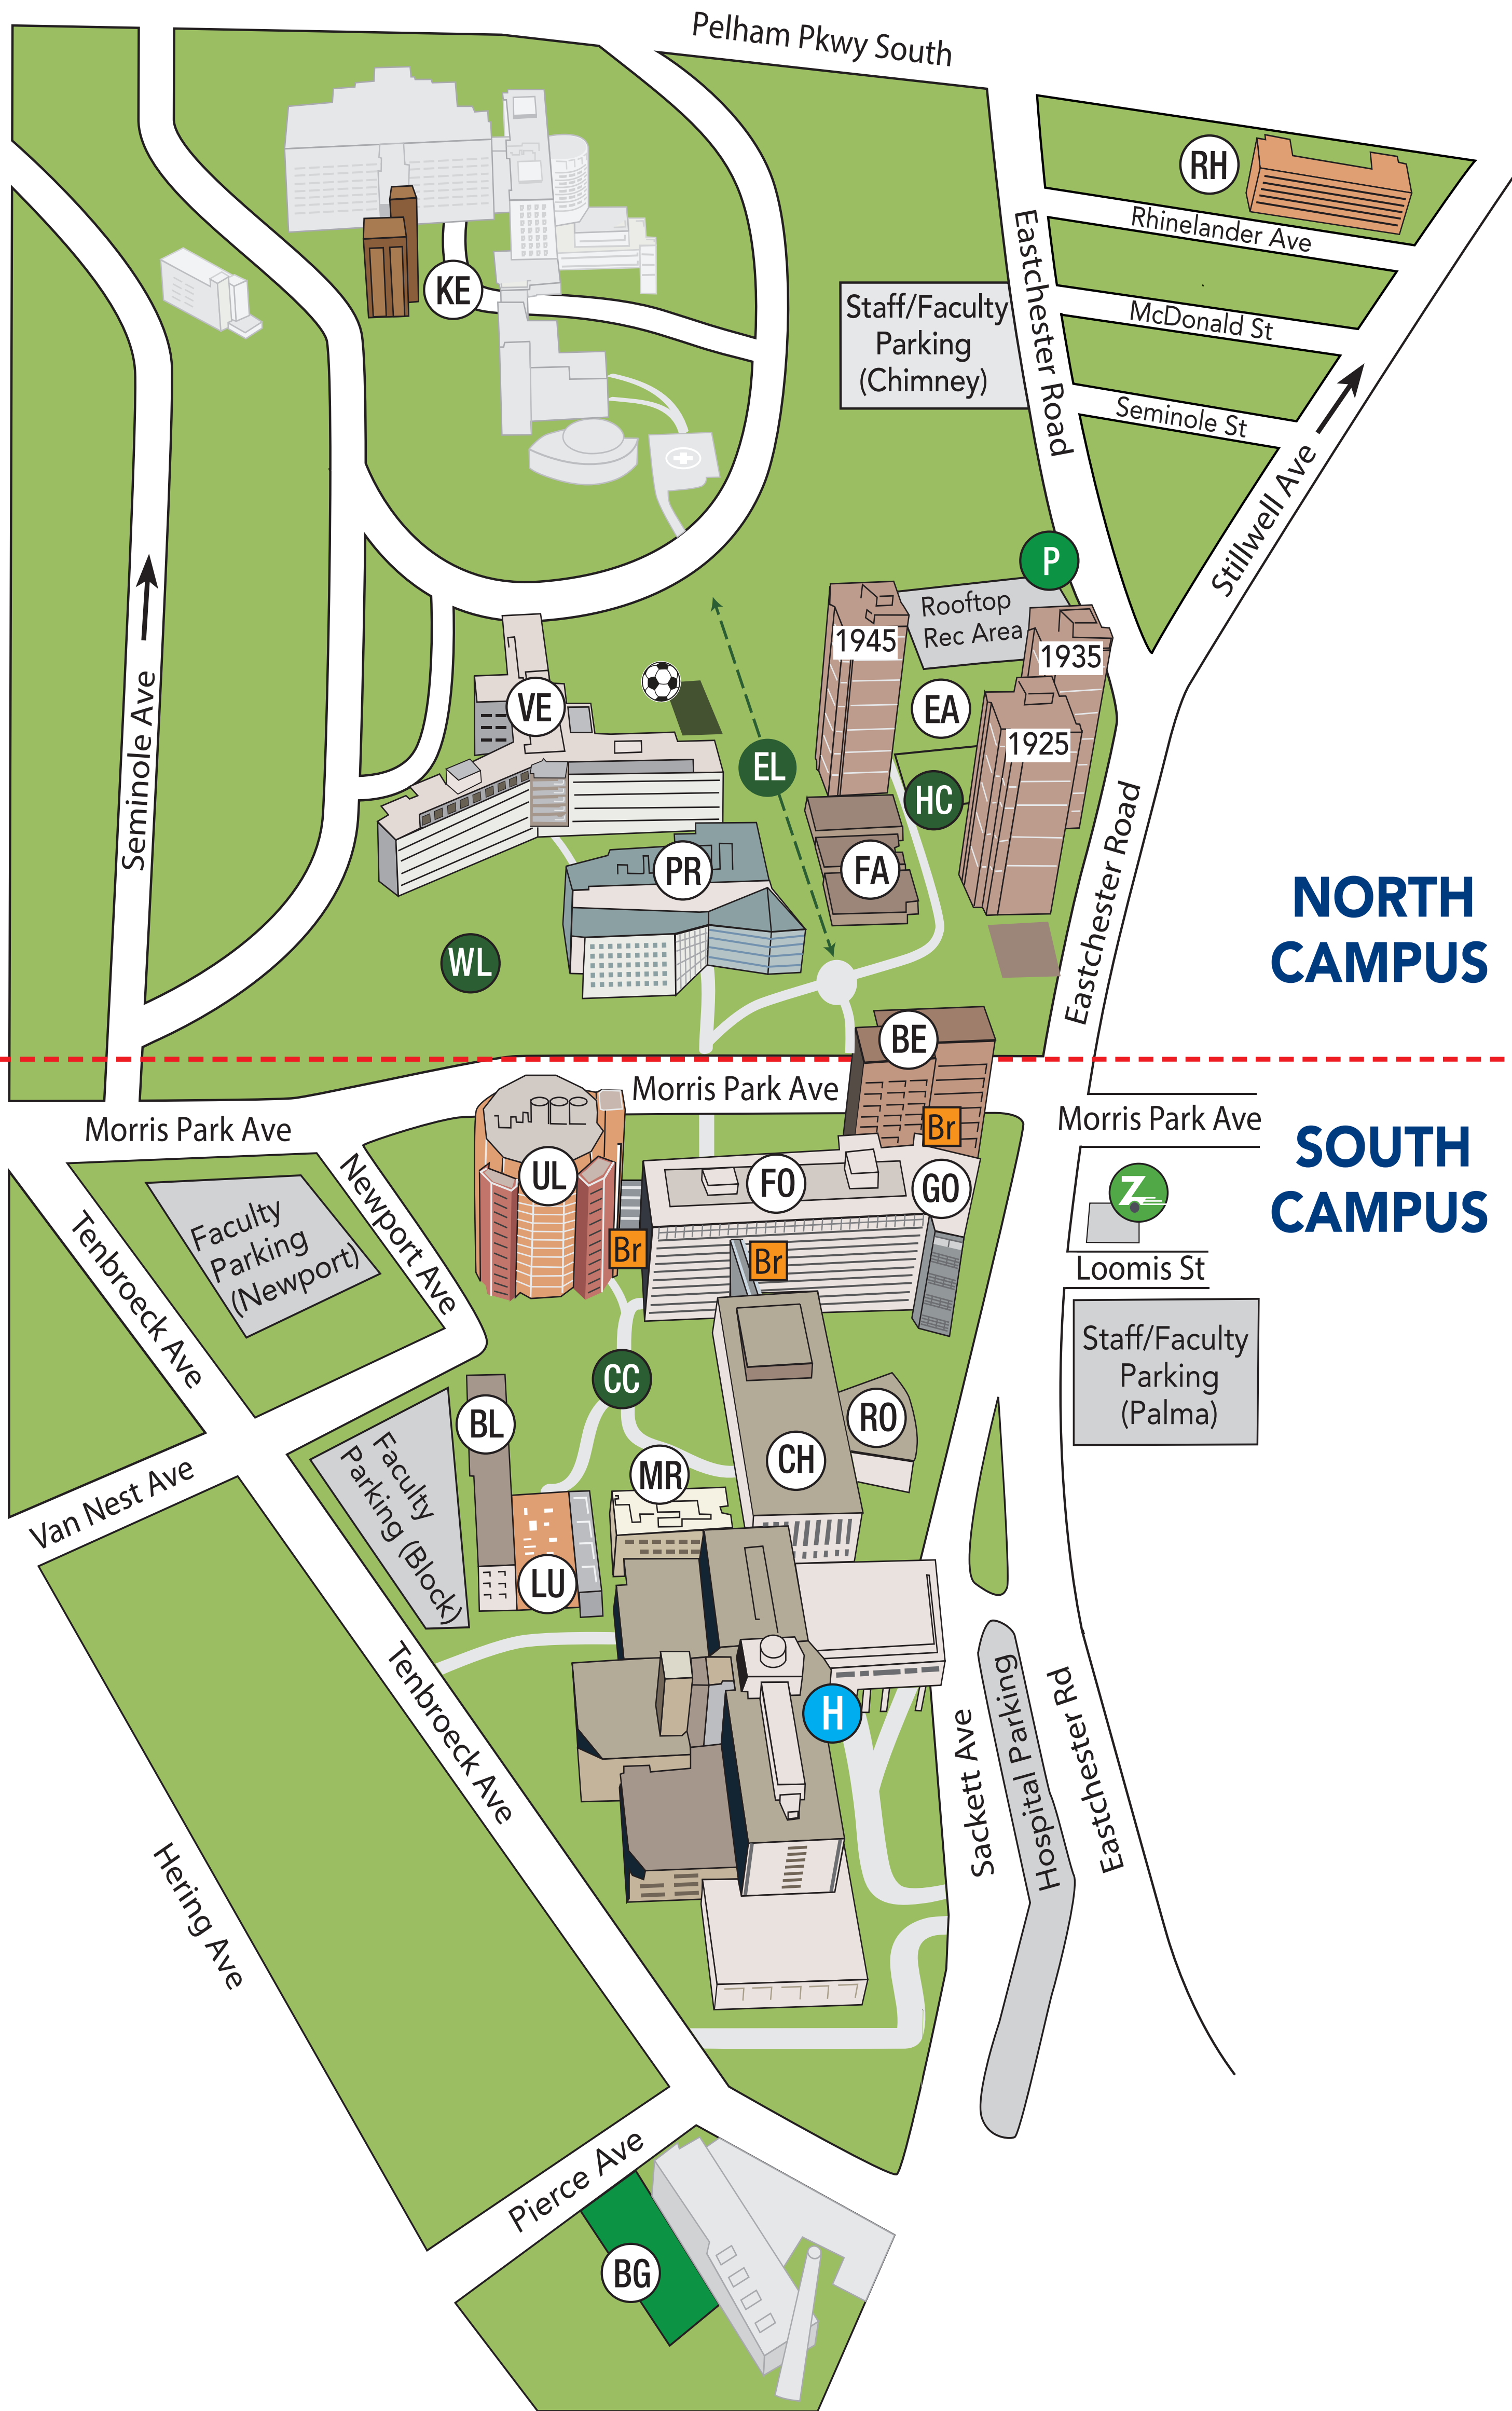 Pelham Pkwy South
RH
Rhinelander Ave
Eastchester Road
KE
Staff/Faculty
Parking
(Chimney)
McDonald St
Seminole St
Stillwell Ave
P
Rooftop
Rec Area
1945
1935
VE
EA
1925
Seminole Ave
EL
HC
PR
FA
Eastchester Road
NORTH
CAMPUS
WL
BE
Morris Park Ave
Morris Park Ave
Br
Morris Park Ave
SOUTH
CAMPUS
UL
FO
GO
Z
Newport Ave
Faculty
Parking
(Newport)
Tenbroeck Ave
Br
Br
Loomis St
Staff/Faculty
Parking
(Palma)
CC
BL
RO
Faculty
Parking (Block)
MR
CH
Van Nest Ave
LU
Tenbroeck Ave
H
Sackett Ave
Hospital Parking
Eastchester Rd
Hering Ave
Pierce Ave
BG